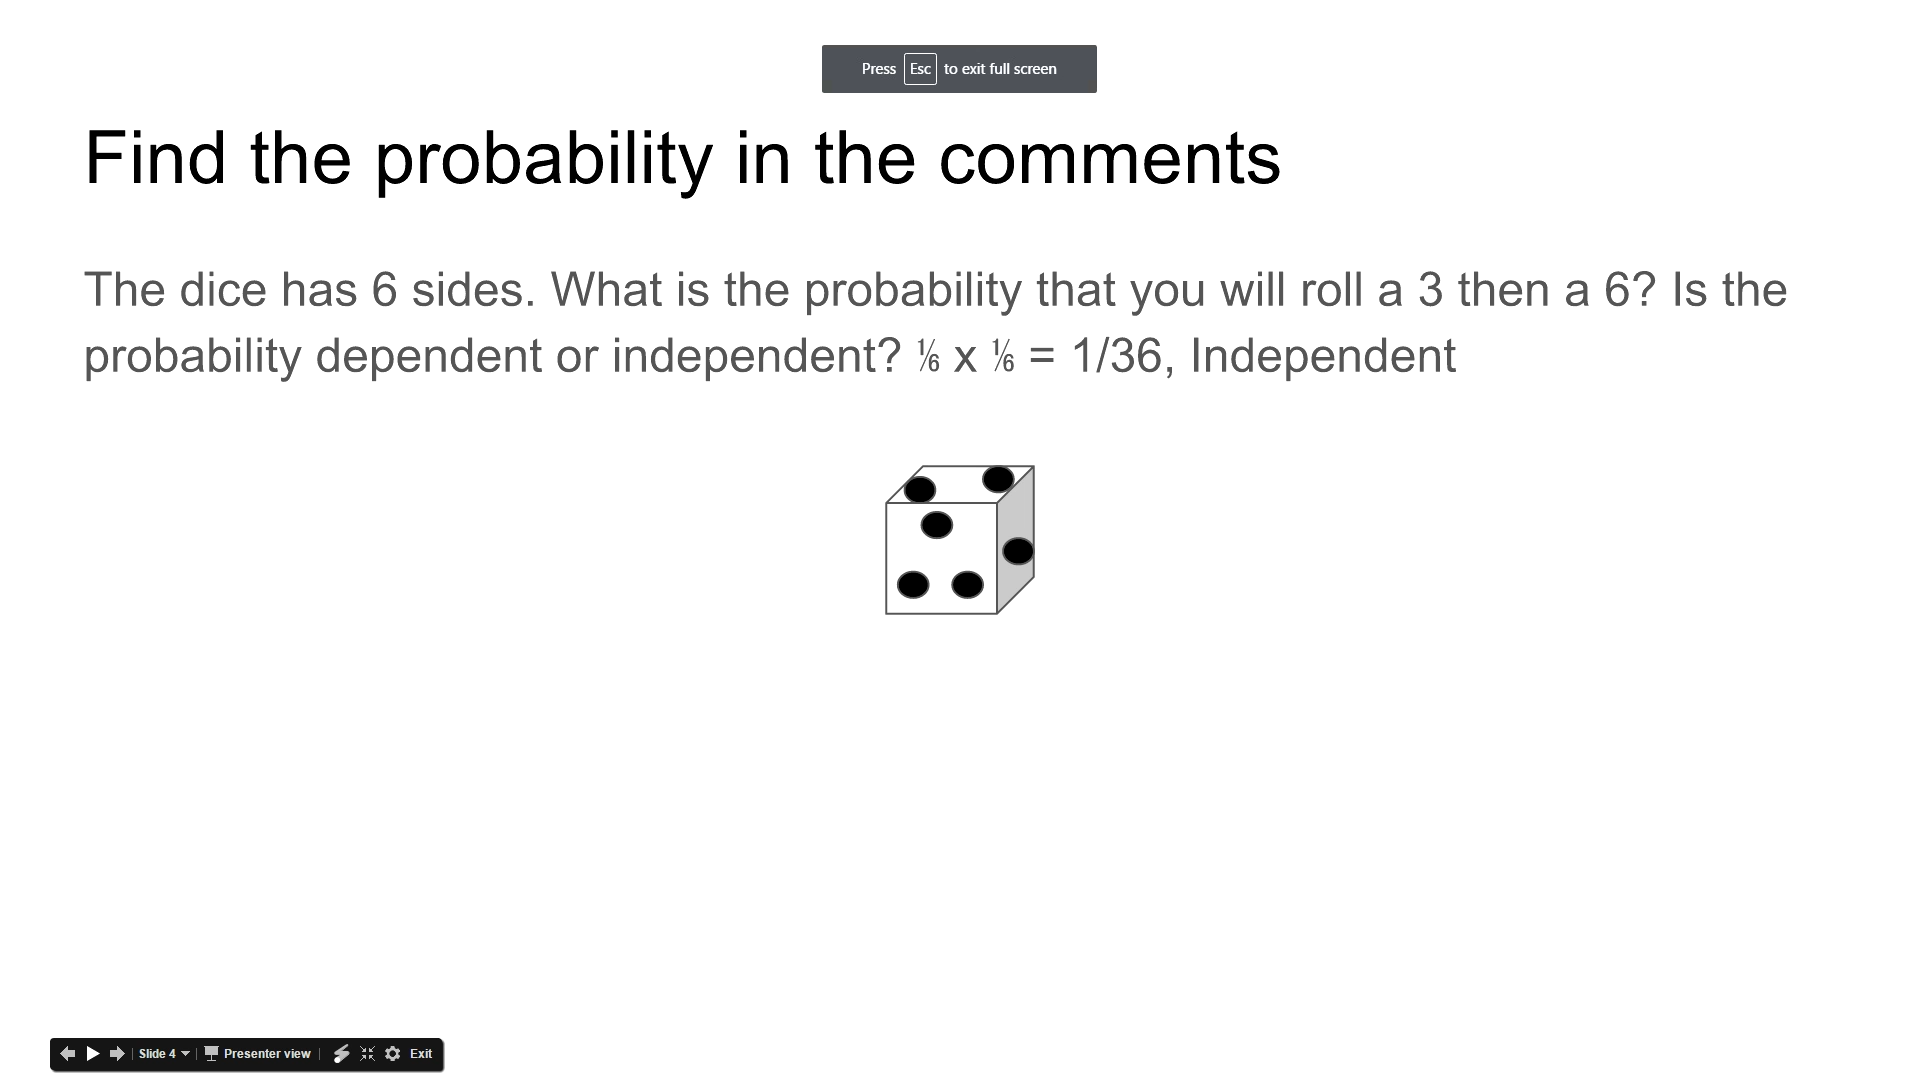 Press Esc to exit full screen
Find the probability in the comments
The dice has 6 sides. What is the probability that you will roll a 3 then a 6? Is the
probability dependent or independent? ⅙ x ⅙ = 1/36, Independent
Slide 4 Presenter view Exit